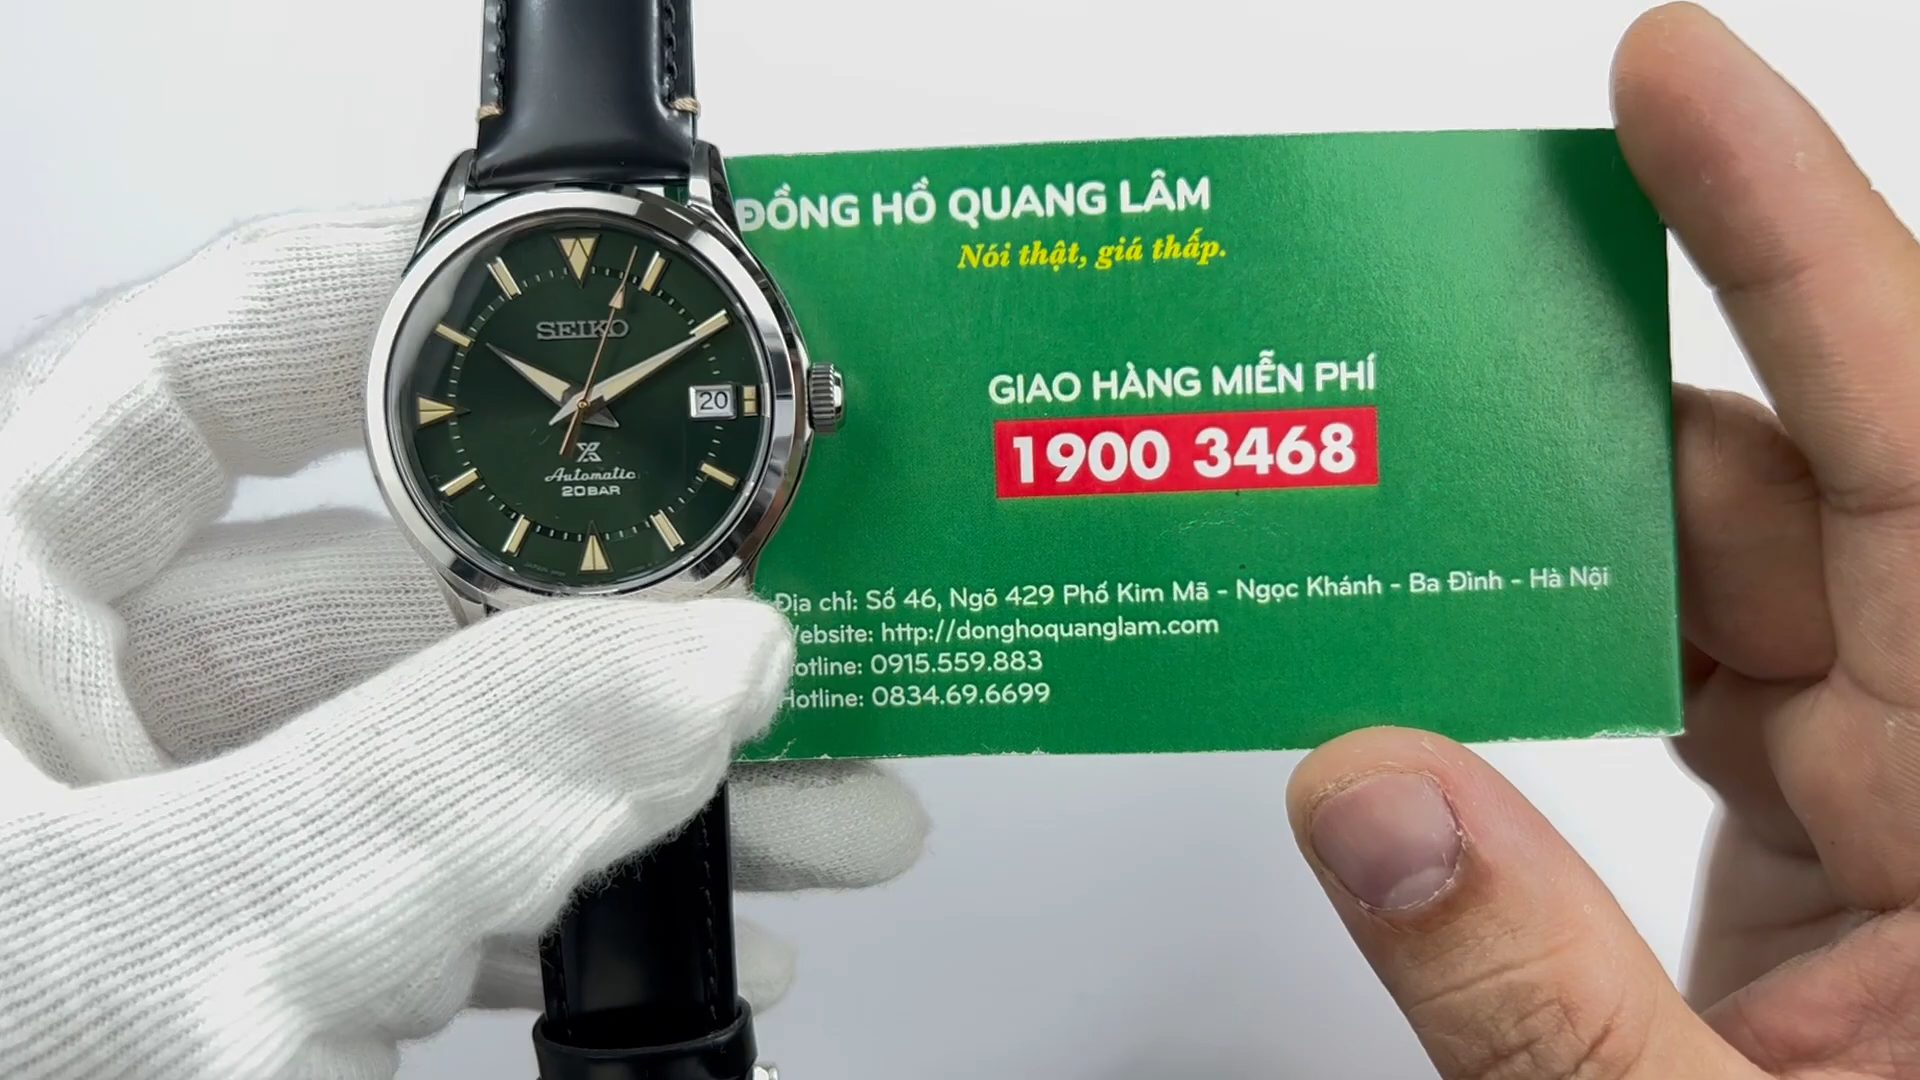 SEIKO
20
Automatic
20BAR
ĐỒNG HỒ QUANG LÂM
Nói thật, giá thấp.
GIAO HÀNG MIỄN PHÍ
1900 3468
Địa chỉ: Số 46, Ngõ 429 Phố Kim Mã - Ngọc Khánh - Ba Đình - Hà Nội
Website: http://donghoquanglam.com
Hotline: 0915.559.883
Hotline: 0834.69.6699